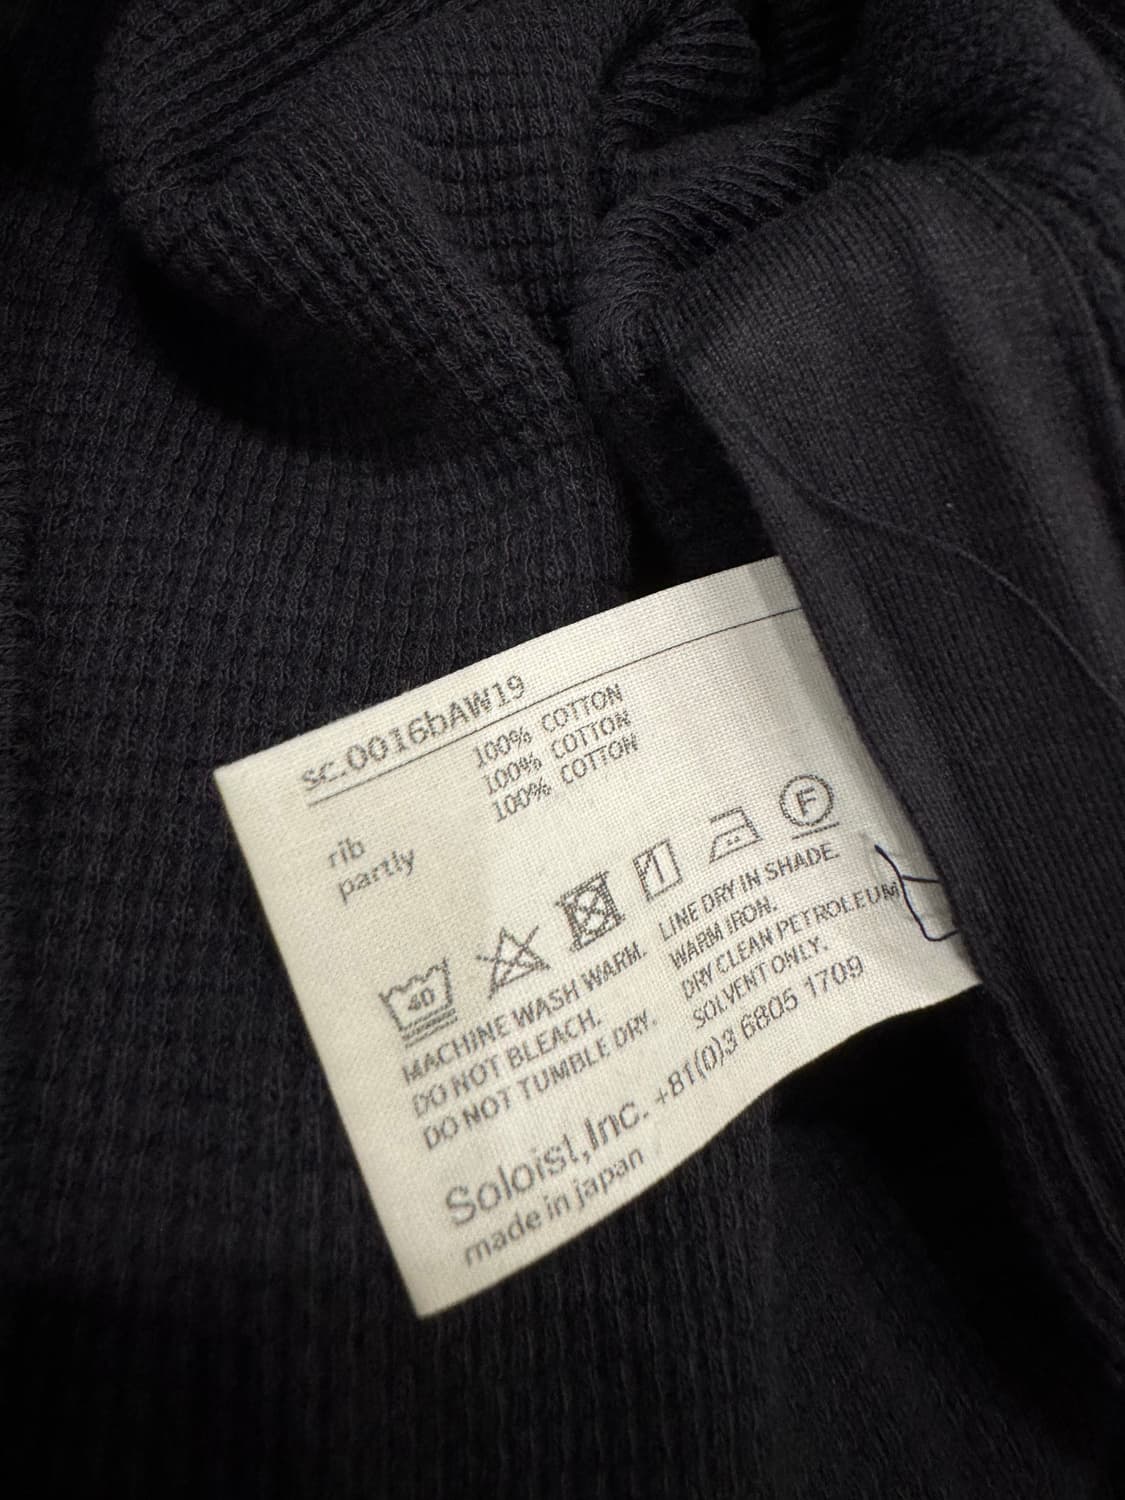 sc.0016bAW19
100% COTTON
rib 100% COTTON
partly 100% COTTON
40
F
MACHINE WASH WARM.
DO NOT BLEACH.
DO NOT TUMBLE DRY.
LINE DRY IN SHADE.
WARM IRON.
DRY CLEAN PETROLEUM
SOLVENT ONLY.
Soloist,Inc. +81(0)3 6805 1709
made in japan